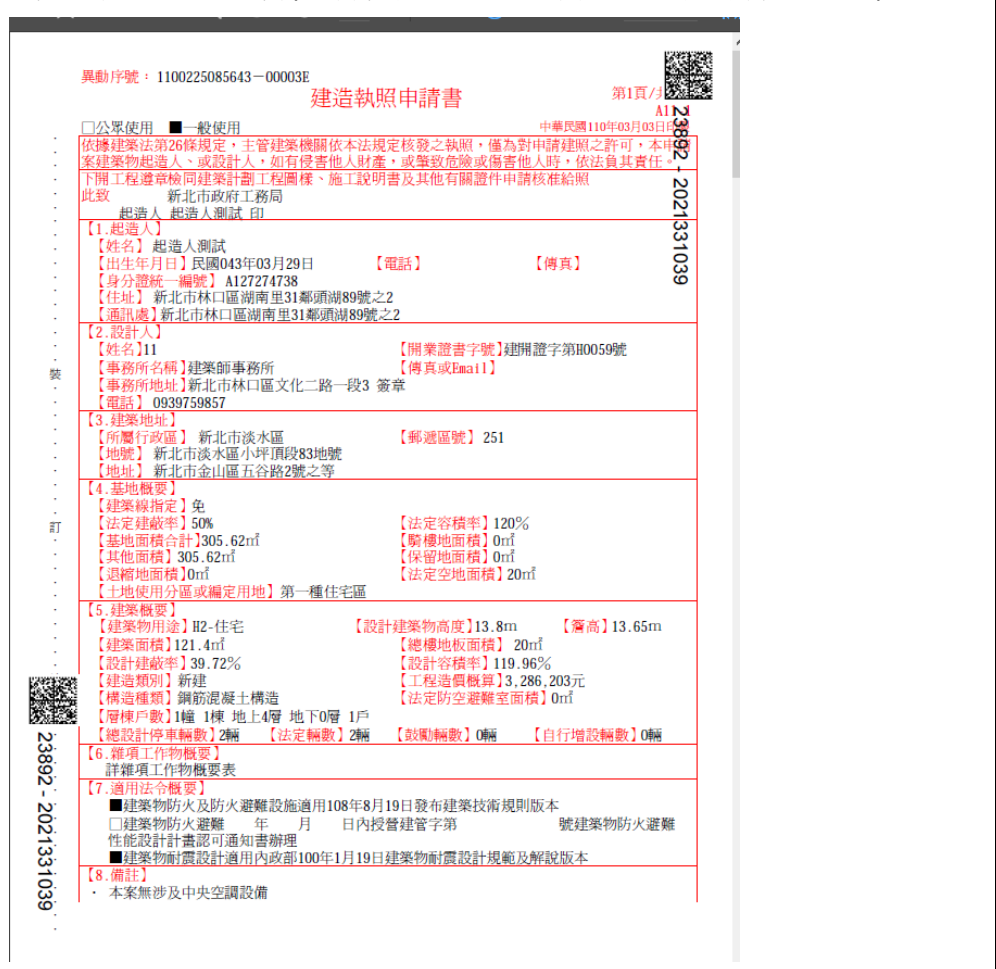 異動序號：1100225085643－00003E
建造執照申請書
第1頁/
□公眾使用 ■一般使用
中華民國110年03月03日
依據建築法第26條規定，主管建築機關依本法規定核發之執照，僅為對申請建照之許可，本申請
案建築物起造人、或設計人，如有侵害他人財產，或肇致危險或傷害他人時，依法負其責任。
下開工程遵章檢同建築計劃工程圖樣、施工說明書及其他有關證件申請核准給照
此致 新北市政府工務局
起造人 起造人測試 印
【1.起造人】
【姓名】 起造人測試
【出生年月日】民國043年03月29日 【電話】 【傳真】
【身分證統一編號】 A127274738
【住址】 新北市林口區湖南里31鄰頭湖89號之2
【通訊處】新北市林口區湖南里31鄰頭湖89號之2
【2.設計人】
【姓名】11 【開業證書字號】建開證字第H0059號
【事務所名稱】建築師事務所 【傳真或Email】
【事務所地址】新北市林口區文化二路一段3 簽章
【電話】 0939759857
【3.建築地址】
【所屬行政區】 新北市淡水區 【郵遞區號】 251
【地號】 新北市淡水區小坪頂段83地號
【地址】 新北市金山區五谷路2號之等
【4.基地概要】
【建築線指定】免
【法定建蔽率】50% 【法定容積率】120％
【基地面積合計】305.62㎡ 【騎樓地面積】0㎡
【其他面積】305.62㎡ 【保留地面積】0㎡
【退縮地面積】0㎡ 【法定空地面積】20㎡
【土地使用分區或編定用地】第一種住宅區
【5.建築概要】
【建築物用途】H2-住宅 【設計建築物高度】13.8m 【簷高】13.65m
【建築面積】121.4㎡ 【總樓地板面積】 20㎡
【設計建蔽率】39.72％ 【設計容積率】119.96％
【建造類別】新建 【工程造價概算】3,286,203元
【構造種類】鋼筋混凝土構造 【法定防空避難室面積】0㎡
【層棟戶數】1幢 1棟 地上4層 地下0層 1戶
【總設計停車輛數】2輛 【法定輛數】2輛 【鼓勵輛數】0輛 【自行增設輛數】0輛
【6.雜項工作物概要】
詳雜項工作物概要表
【7.適用法令概要】
■建築物防火及防火避難設施適用108年8月19日發布建築技術規則版本
□建築物防火避難 年 月 日內授營建管字第 號建築物防火避難
性能設計計畫認可通知書辦理
■建築物耐震設計適用內政部100年1月19日建築物耐震設計規範及解說版本
【8.備註】
· 本案無涉及中央空調設備
裝
訂
23892 - 2021331039
23892 - 2021331039